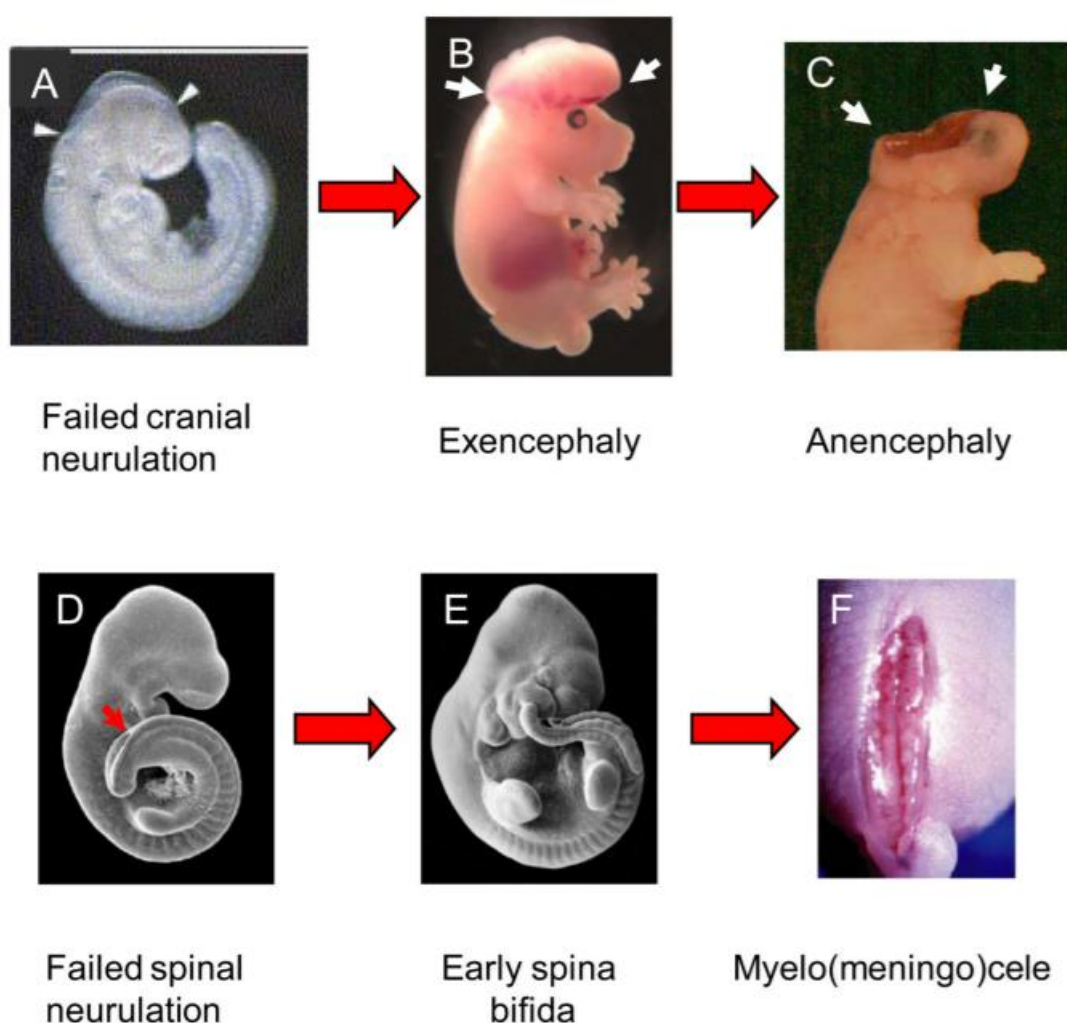 A
B
C
Failed cranial
neurulation
Exencephaly
Anencephaly
D
E
F
Failed spinal
neurulation
Early spina
bifida
Myelo(meningo)cele